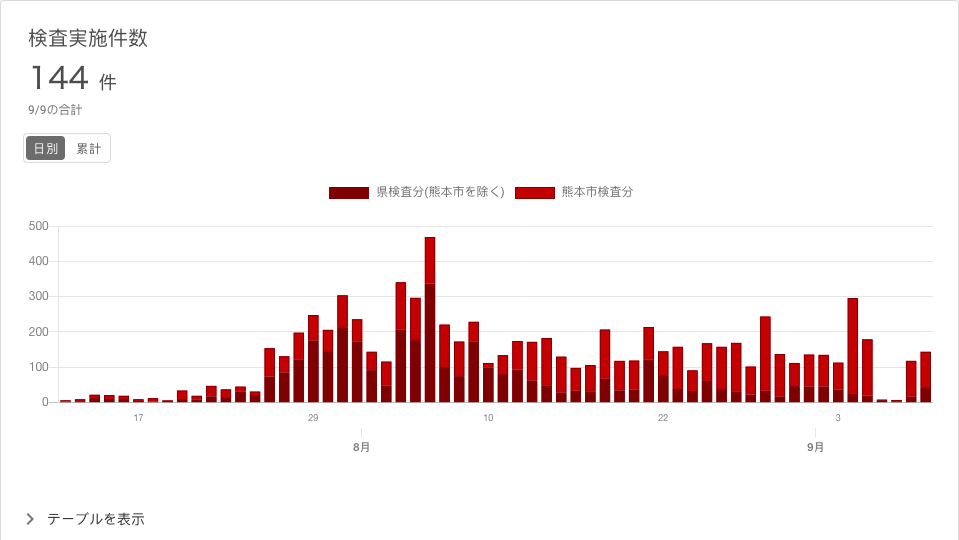 検査実施件数
144 件
9/9の合計
日別 累計
県検査分(熊本市を除く) 熊本市検査分
500
400
300
200
100
0
17 29 10 22 3
8月 9月
テーブルを表示